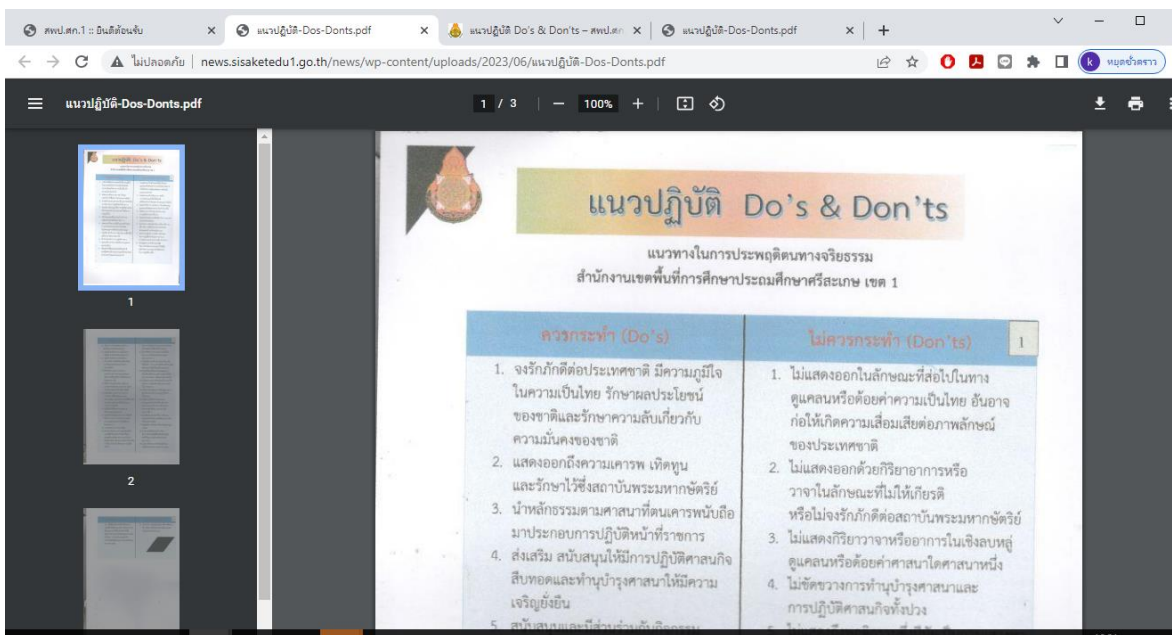 สพป.ศก.1 :: ยินดีต้อนรับ
แนวปฏิบัติ-Dos-Donts.pdf
แนวปฏิบัติ Do's & Don'ts – สพป.ศก
แนวปฏิบัติ-Dos-Donts.pdf
ไม่ปลอดภัย
news.sisaketedu1.go.th/news/wp-content/uploads/2023/06/แนวปฏิบัติ-Dos-Donts.pdf
k หยุดชั่วคราว
แนวปฏิบัติ-Dos-Donts.pdf
1 / 3
100%
1
2
แนวปฏิบัติ Do's & Don'ts
แนวทางในการประพฤติตนทางจริยธรรม
สำนักงานเขตพื้นที่การศึกษาประถมศึกษาศรีสะเกษ เขต 1
ควรกระทำ (Do's)
1. จงรักภักดีต่อประเทศชาติ มีความภูมิใจ
ในความเป็นไทย รักษาผลประโยชน์
ของชาติและรักษาความลับเกี่ยวกับ
ความมั่นคงของชาติ
2. แสดงออกถึงความเคารพ เทิดทูน
และรักษาไว้ซึ่งสถาบันพระมหากษัตริย์
3. นำหลักธรรมตามศาสนาที่ตนเคารพนับถือ
มาประกอบการปฏิบัติหน้าที่ราชการ
4. ส่งเสริม สนับสนุนให้มีการปฏิบัติศาสนกิจ
สืบทอดและทำนุบำรุงศาสนาให้มีความ
เจริญยั่งยืน
5. สนับสนุนและมีส่วนร่วมกับกิจกรรม
ไม่ควรกระทำ (Don'ts)
1
1. ไม่แสดงออกในลักษณะที่ส่อไปในทาง
ดูแคลนหรือด้อยค่าความเป็นไทย อันอาจ
ก่อให้เกิดความเสื่อมเสียต่อภาพลักษณ์
ของประเทศชาติ
2. ไม่แสดงออกด้วยกิริยาอาการหรือ
วาจาในลักษณะที่ไม่ให้เกียรติ
หรือไม่จงรักภักดีต่อสถาบันพระมหากษัตริย์
3. ไม่แสดงกิริยาวาจาหรืออาการในเชิงลบหลู่
ดูแคลนหรือด้อยค่าศาสนาใดศาสนาหนึ่ง
4. ไม่ขัดขวางการทำนุบำรุงศาสนาและ
การปฏิบัติศาสนกิจทั้งปวง